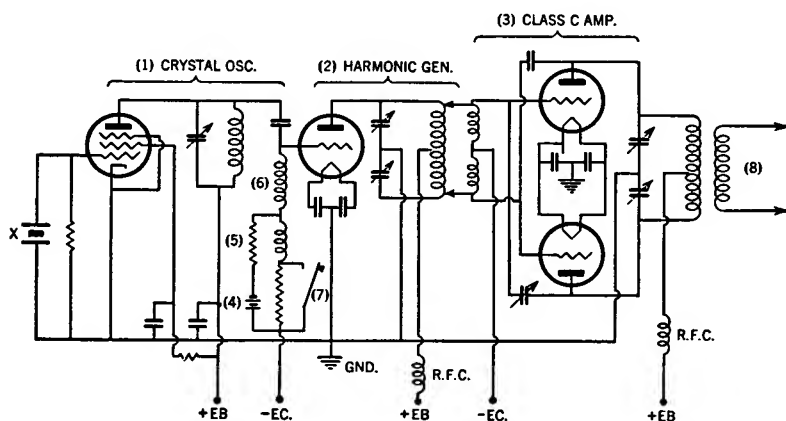 (3) CLASS C AMP.
(1) CRYSTAL OSC.
(2) HARMONIC GEN.
(6)
(8)
X
(5)
(4)
(7)
GND.
R.F.C.
R.F.C.
+EB
-EC.
+EB
-EC.
+EB